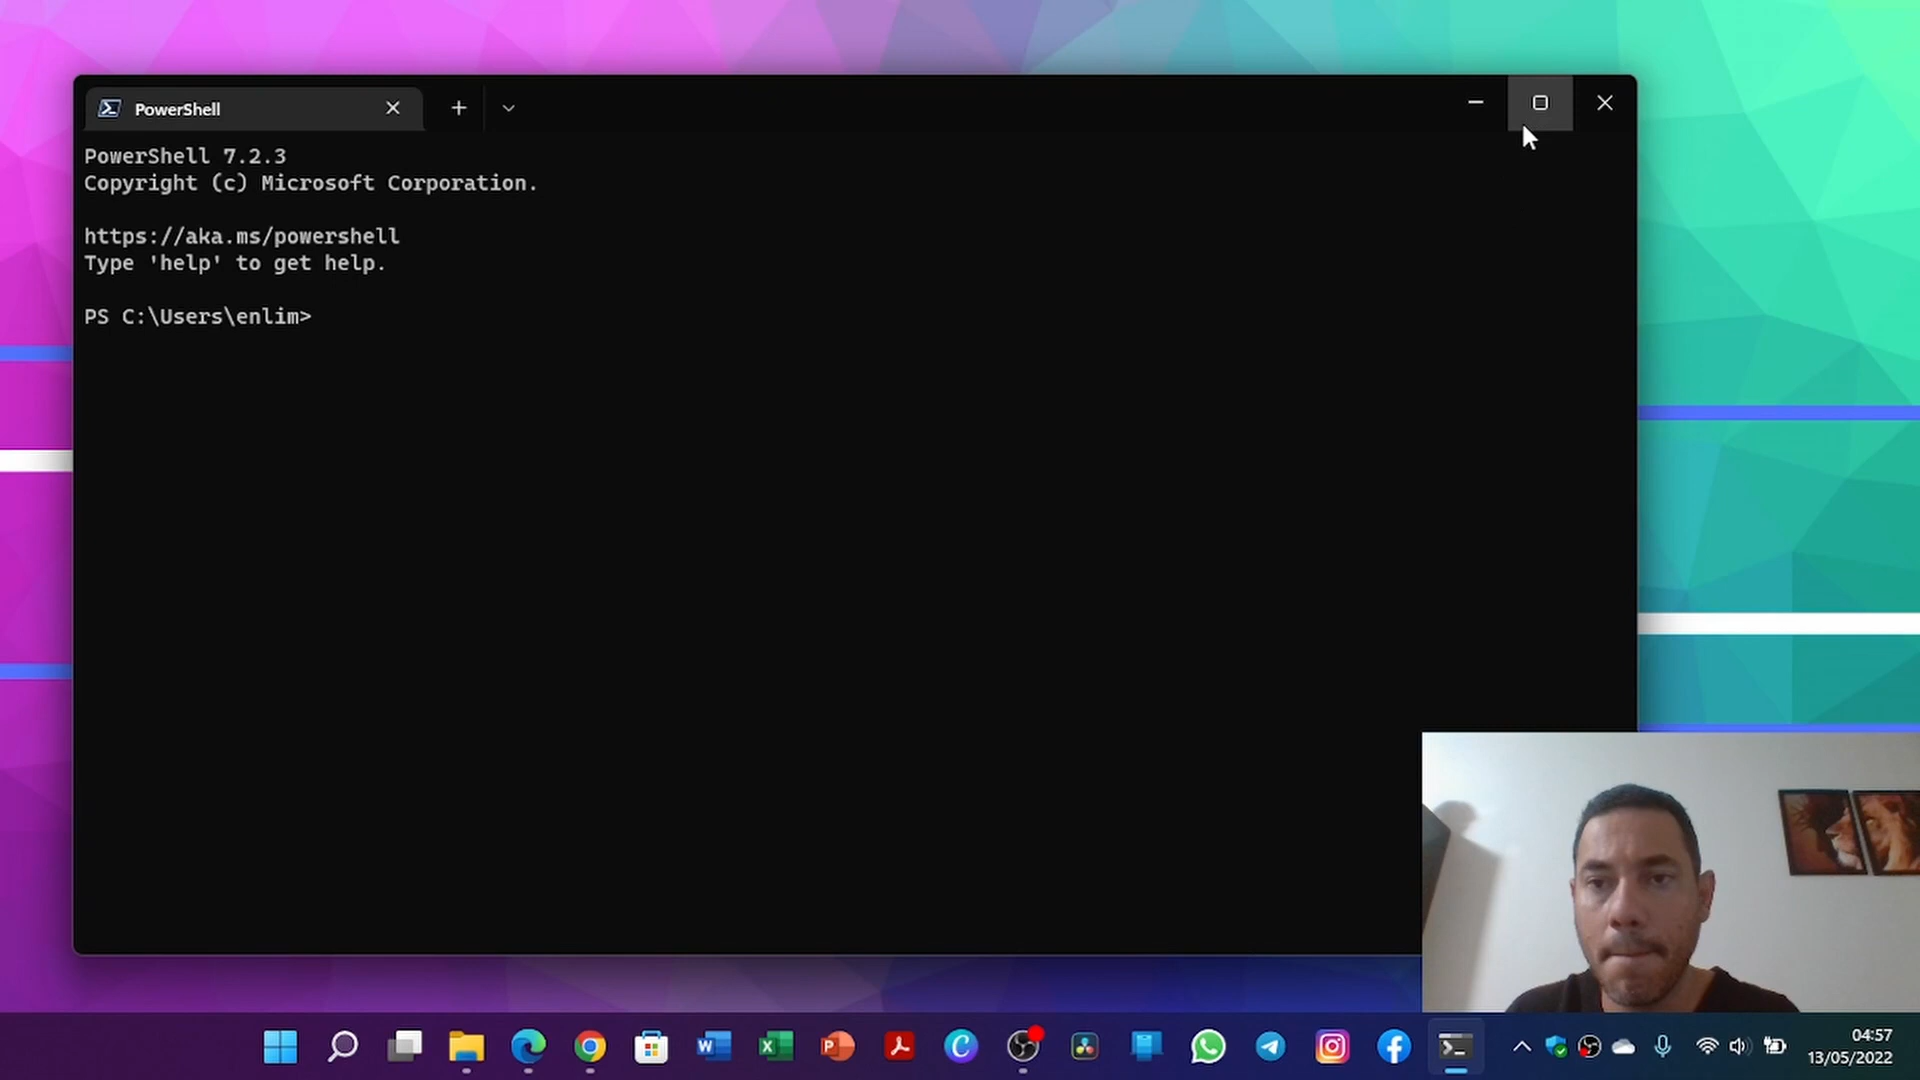 PowerShell
PowerShell 7.2.3
Copyright (c) Microsoft Corporation.
https://aka.ms/powershell
Type 'help' to get help.
PS C:\Users\enlim>
04:57
13/05/2022